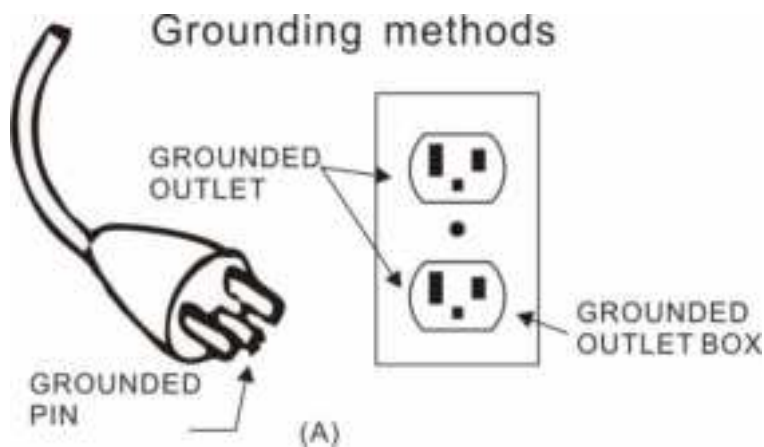 Grounding methods
GROUNDED
OUTLET
GROUNDED
OUTLET BOX
GROUNDED
PIN
(A)